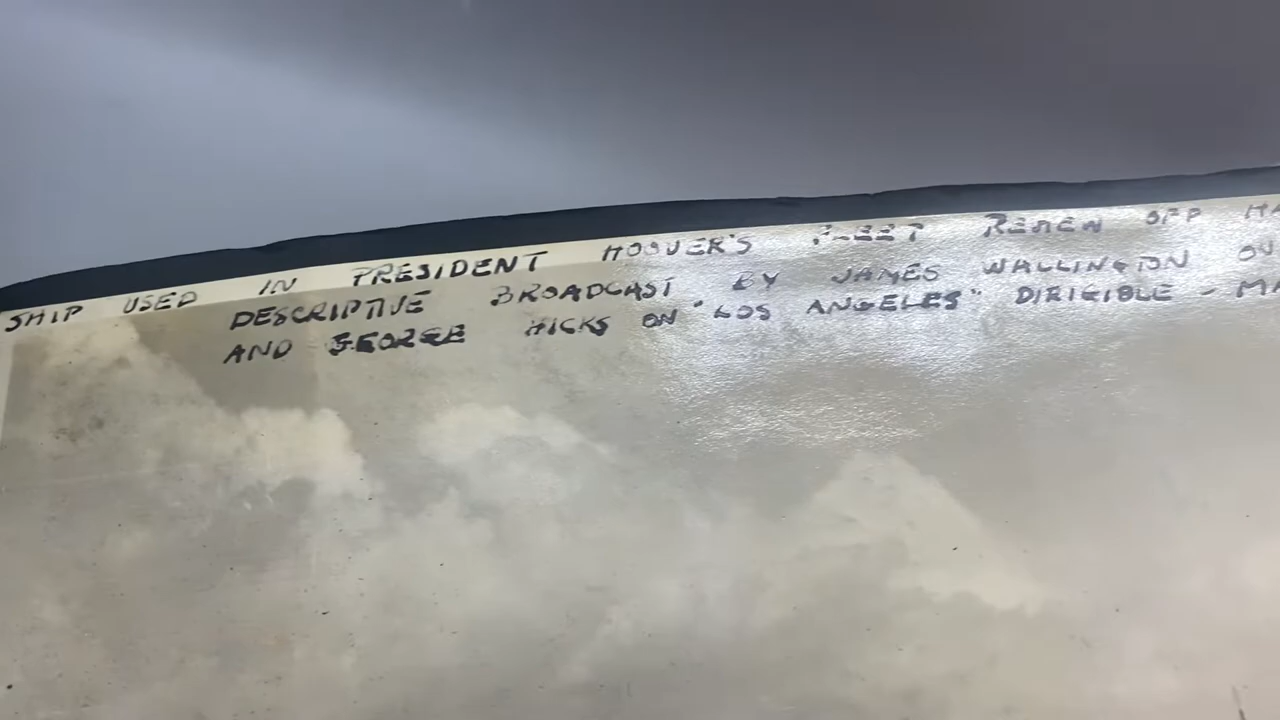 SHIP USED IN PRESIDENT HOOVER'S FLEET REVIEW OFF
DESCRIPTIVE BROADCAST BY JAMES WALLINGTON
AND GEORGE HICKS ON "LOS ANGELES" DIRIGIBLE -